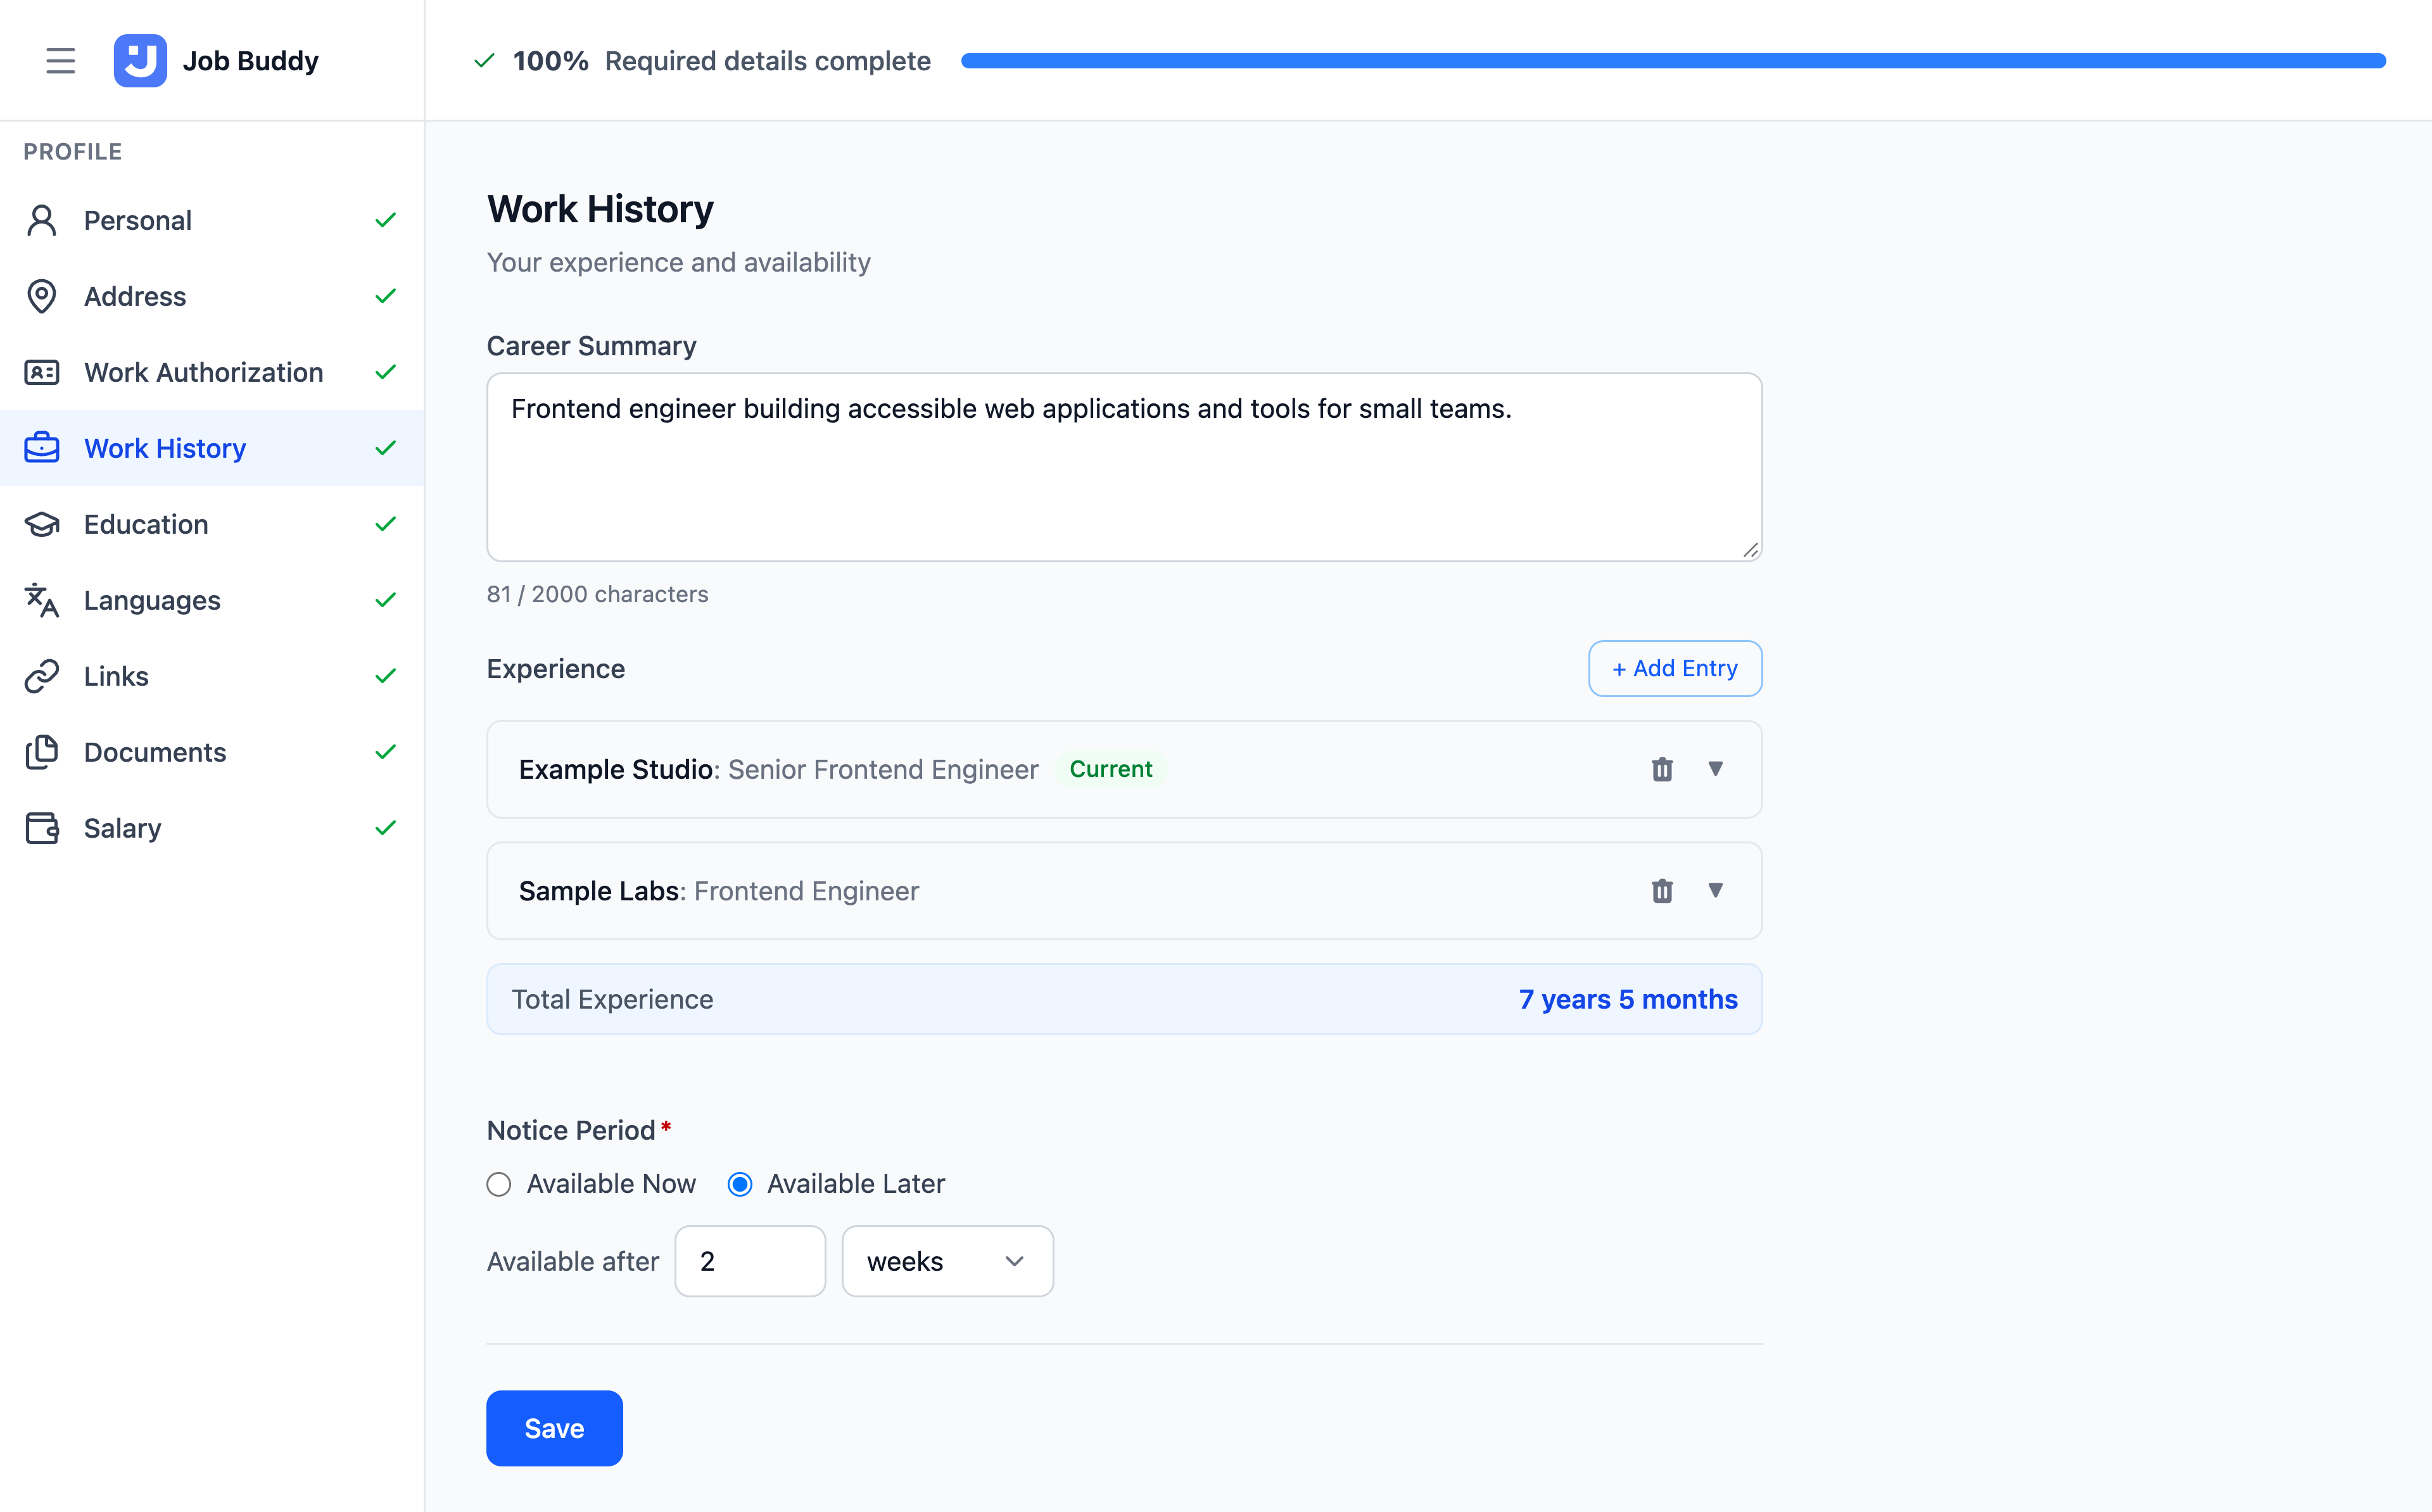 Job Buddy
100% Required details complete
PROFILE
Personal
Address
Work Authorization
Work History
Education
Languages
Links
Documents
Salary
Work History
Your experience and availability
Career Summary
Frontend engineer building accessible web applications and tools for small teams.
81 / 2000 characters
Experience
+ Add Entry
Example Studio: Senior Frontend Engineer Current
Sample Labs: Frontend Engineer
Total Experience 7 years 5 months
Notice Period*
Available Now Available Later
Available after 2 weeks
Save